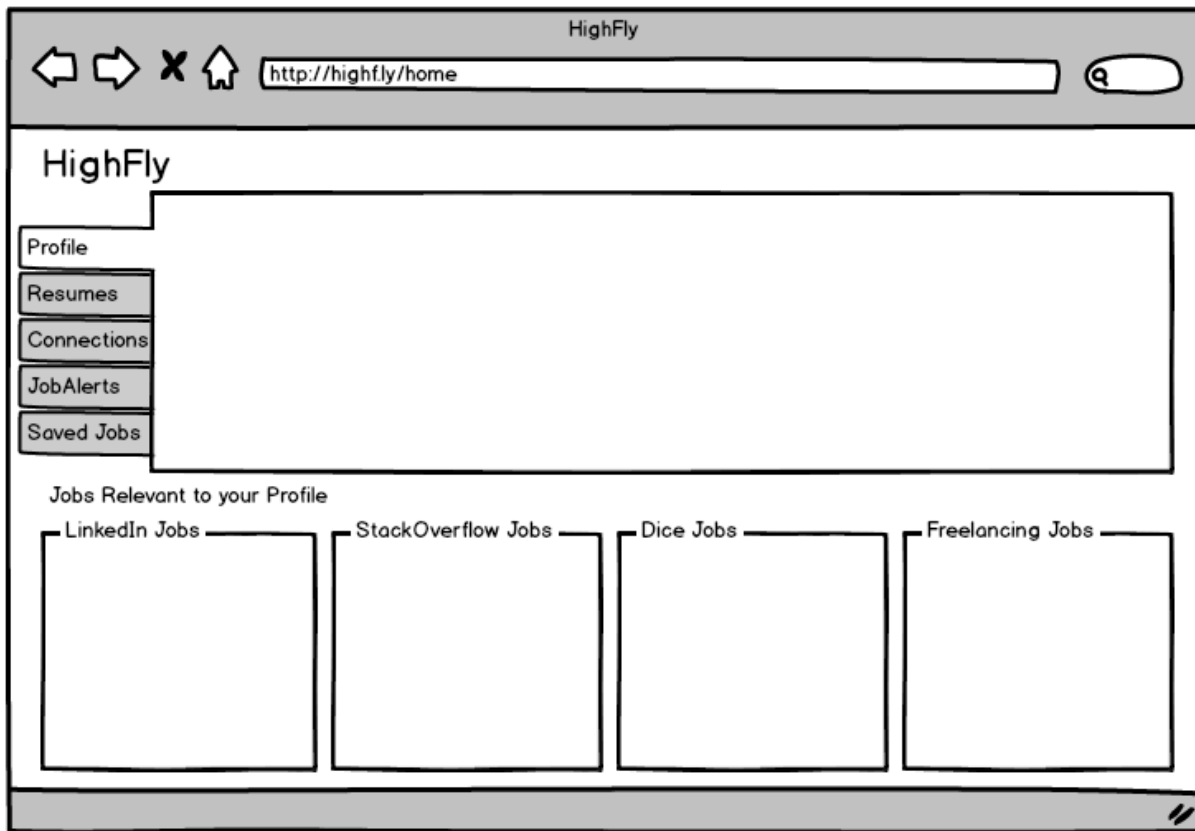 HighFly
http://highf.ly/home
HighFly
Profile
Resumes
Connections
JobAlerts
Saved Jobs
Jobs Relevant to your Profile
LinkedIn Jobs
StackOverflow Jobs
Dice Jobs
Freelancing Jobs